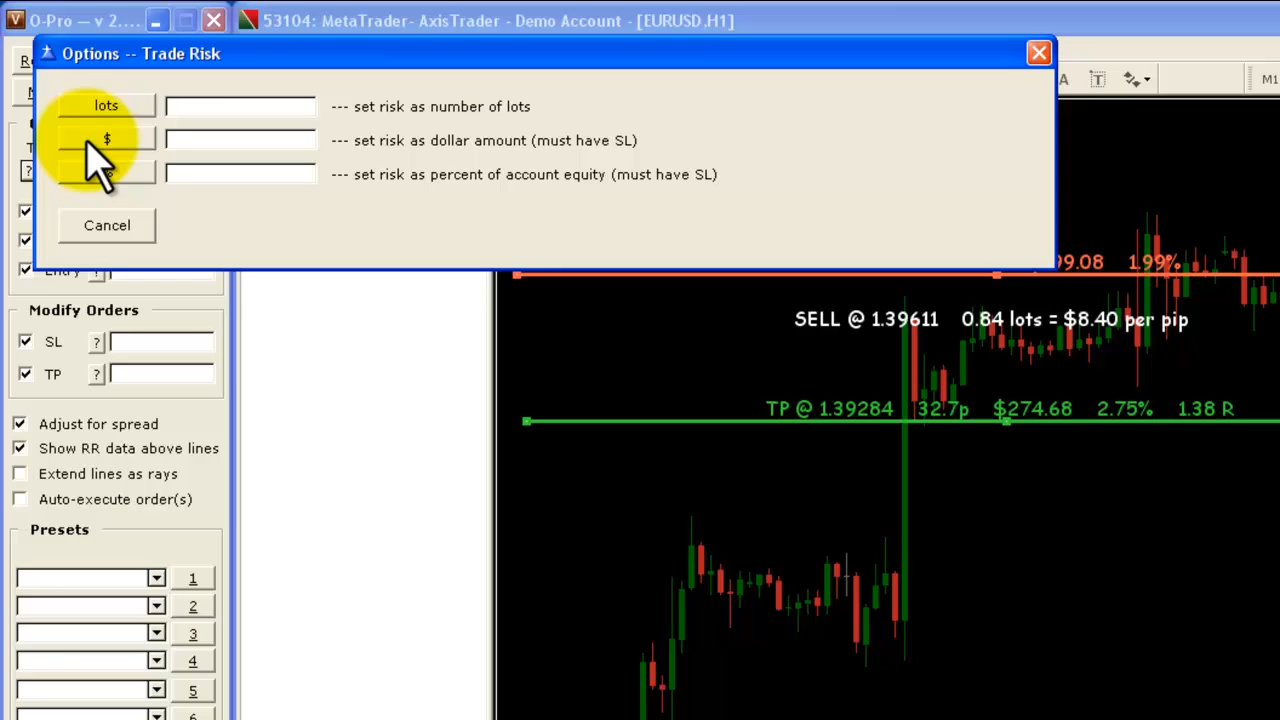 O-Pro — v 2....
53104: MetaTrader- AxisTrader - Demo Account - [EURUSD,H1]
Options -- Trade Risk
lots
--- set risk as number of lots
$
--- set risk as dollar amount (must have SL)
%
--- set risk as percent of account equity (must have SL)
Cancel
A
T
M1
?
Entry
?
Modify Orders
SL
?
TP
?
Adjust for spread
Show RR data above lines
Extend lines as rays
Auto-execute order(s)
Presets
1
2
3
4
5
6
99.08 1.99%
SELL @ 1.39611 0.84 lots = $8.40 per pip
TP @ 1.39284 32.7p $274.68 2.75% 1.38 R